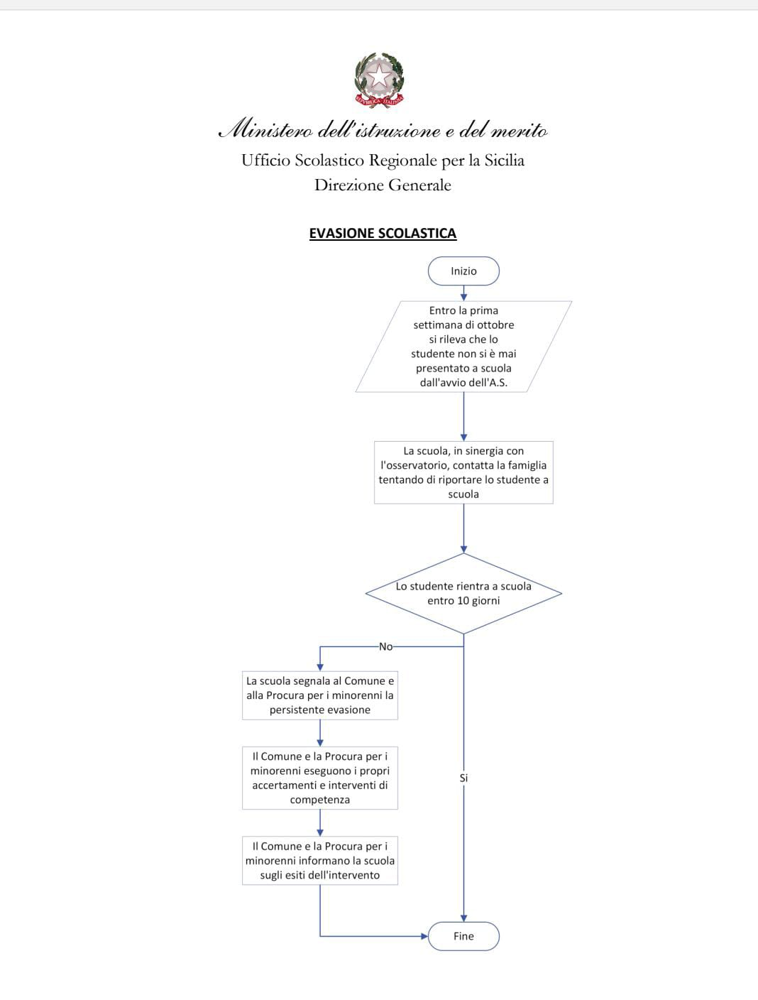 REPVBBLICA ITALIANA
Ministero dell'istruzione e del merito
Ufficio Scolastico Regionale per la Sicilia
Direzione Generale
EVASIONE SCOLASTICA
Inizio
Entro la prima
settimana di ottobre
si rileva che lo
studente non si è mai
presentato a scuola
dall'avvio dell'A.S.
La scuola, in sinergia con
l'osservatorio, contatta la famiglia
tentando di riportare lo studente a
scuola
Lo studente rientra a scuola
entro 10 giorni
No
La scuola segnala al Comune e
alla Procura per i minorenni la
persistente evasione
Il Comune e la Procura per i
minorenni eseguono i propri
accertamenti e interventi di
competenza
Si
Il Comune e la Procura per i
minorenni informano la scuola
sugli esiti dell'intervento
Fine